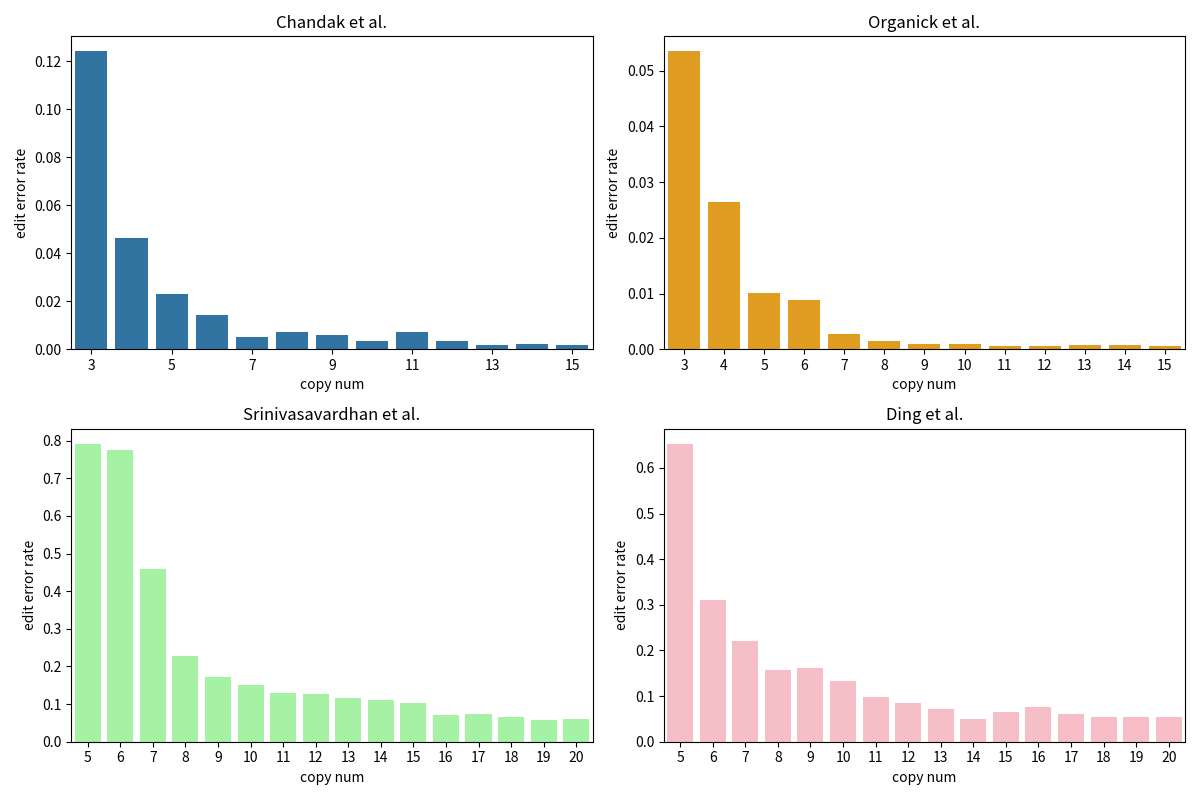 Chandak et al.
0.12
0.10
0.08
0.06
0.04
0.02
0.00
edit error rate
3 5 7 9 11 13 15
copy num
Organick et al.
0.05
0.04
0.03
0.02
0.01
0.00
edit error rate
3 4 5 6 7 8 9 10 11 12 13 14 15
copy num
Srinivasavardhan et al.
0.8
0.7
0.6
0.5
0.4
0.3
0.2
0.1
0.0
edit error rate
5 6 7 8 9 10 11 12 13 14 15 16 17 18 19 20
copy num
Ding et al.
0.6
0.5
0.4
0.3
0.2
0.1
0.0
edit error rate
5 6 7 8 9 10 11 12 13 14 15 16 17 18 19 20
copy num